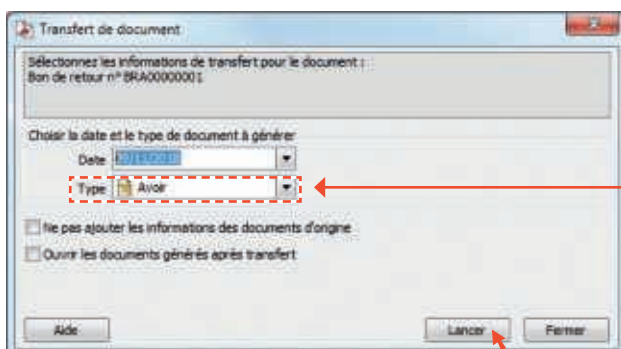 Transfert de document
Sélectionnez les informations de transfert pour le document :
Bon de retour n° BRA00000001
Choisir la date et le type de document à générer
Date
Type Avoir
Ne pas ajouter les informations des documents d'origine
Ouvrir les documents générés après transfert
Aide Lancer Fermer